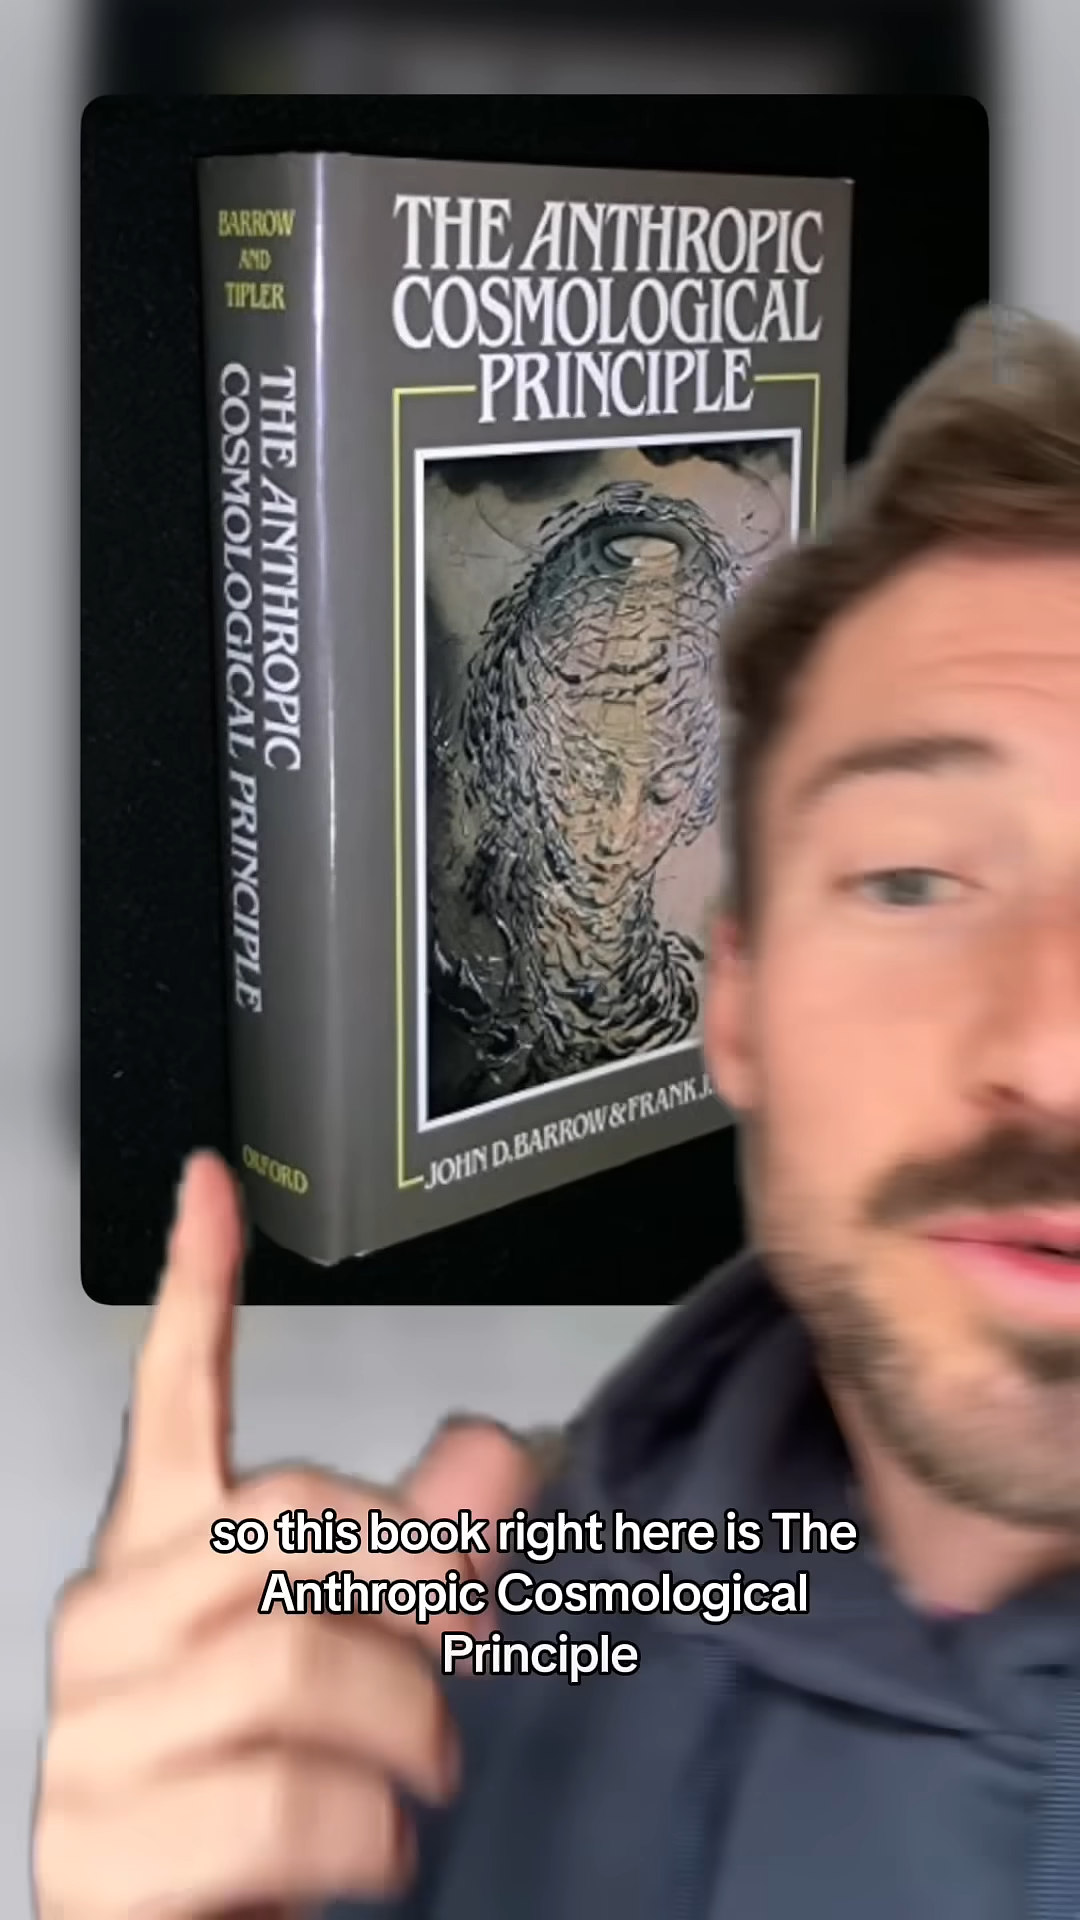 BARROW
AND
TIPLER
THE ANTHROPIC
COSMOLOGICAL PRINCIPLE
OXFORD
THE ANTHROPIC
COSMOLOGICAL
PRINCIPLE
JOHN D. BARROW & FRANK J.
so this book right here is The
Anthropic Cosmological
Principle